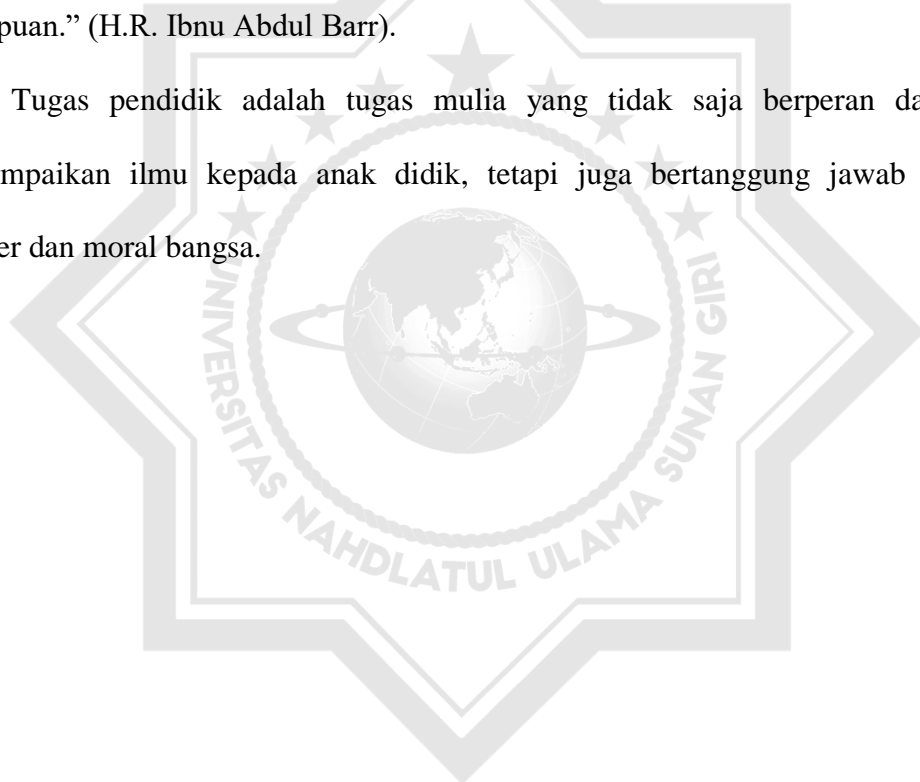 puan.” (H.R. Ibnu Abdul Barr).
Tugas pendidik adalah tugas mulia yang tidak saja berperan da
mpaikan ilmu kepada anak didik, tetapi juga bertanggung jawab
er dan moral bangsa.
UNIVERSITAS NAHDLATUL ULAMA SUNAN GIRI